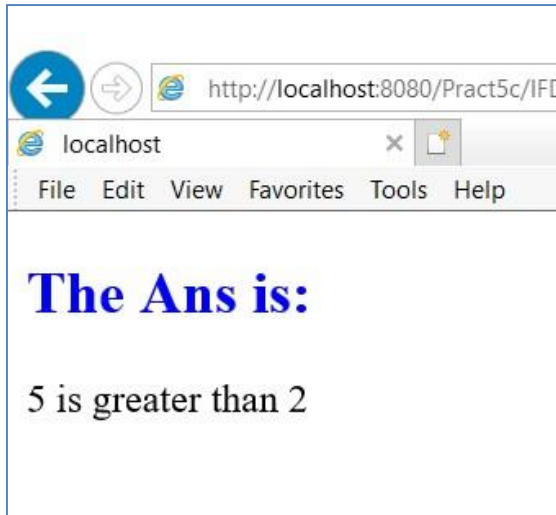 http://localhost:8080/Pract5c/IFD
localhost
File Edit View Favorites Tools Help
The Ans is:
5 is greater than 2